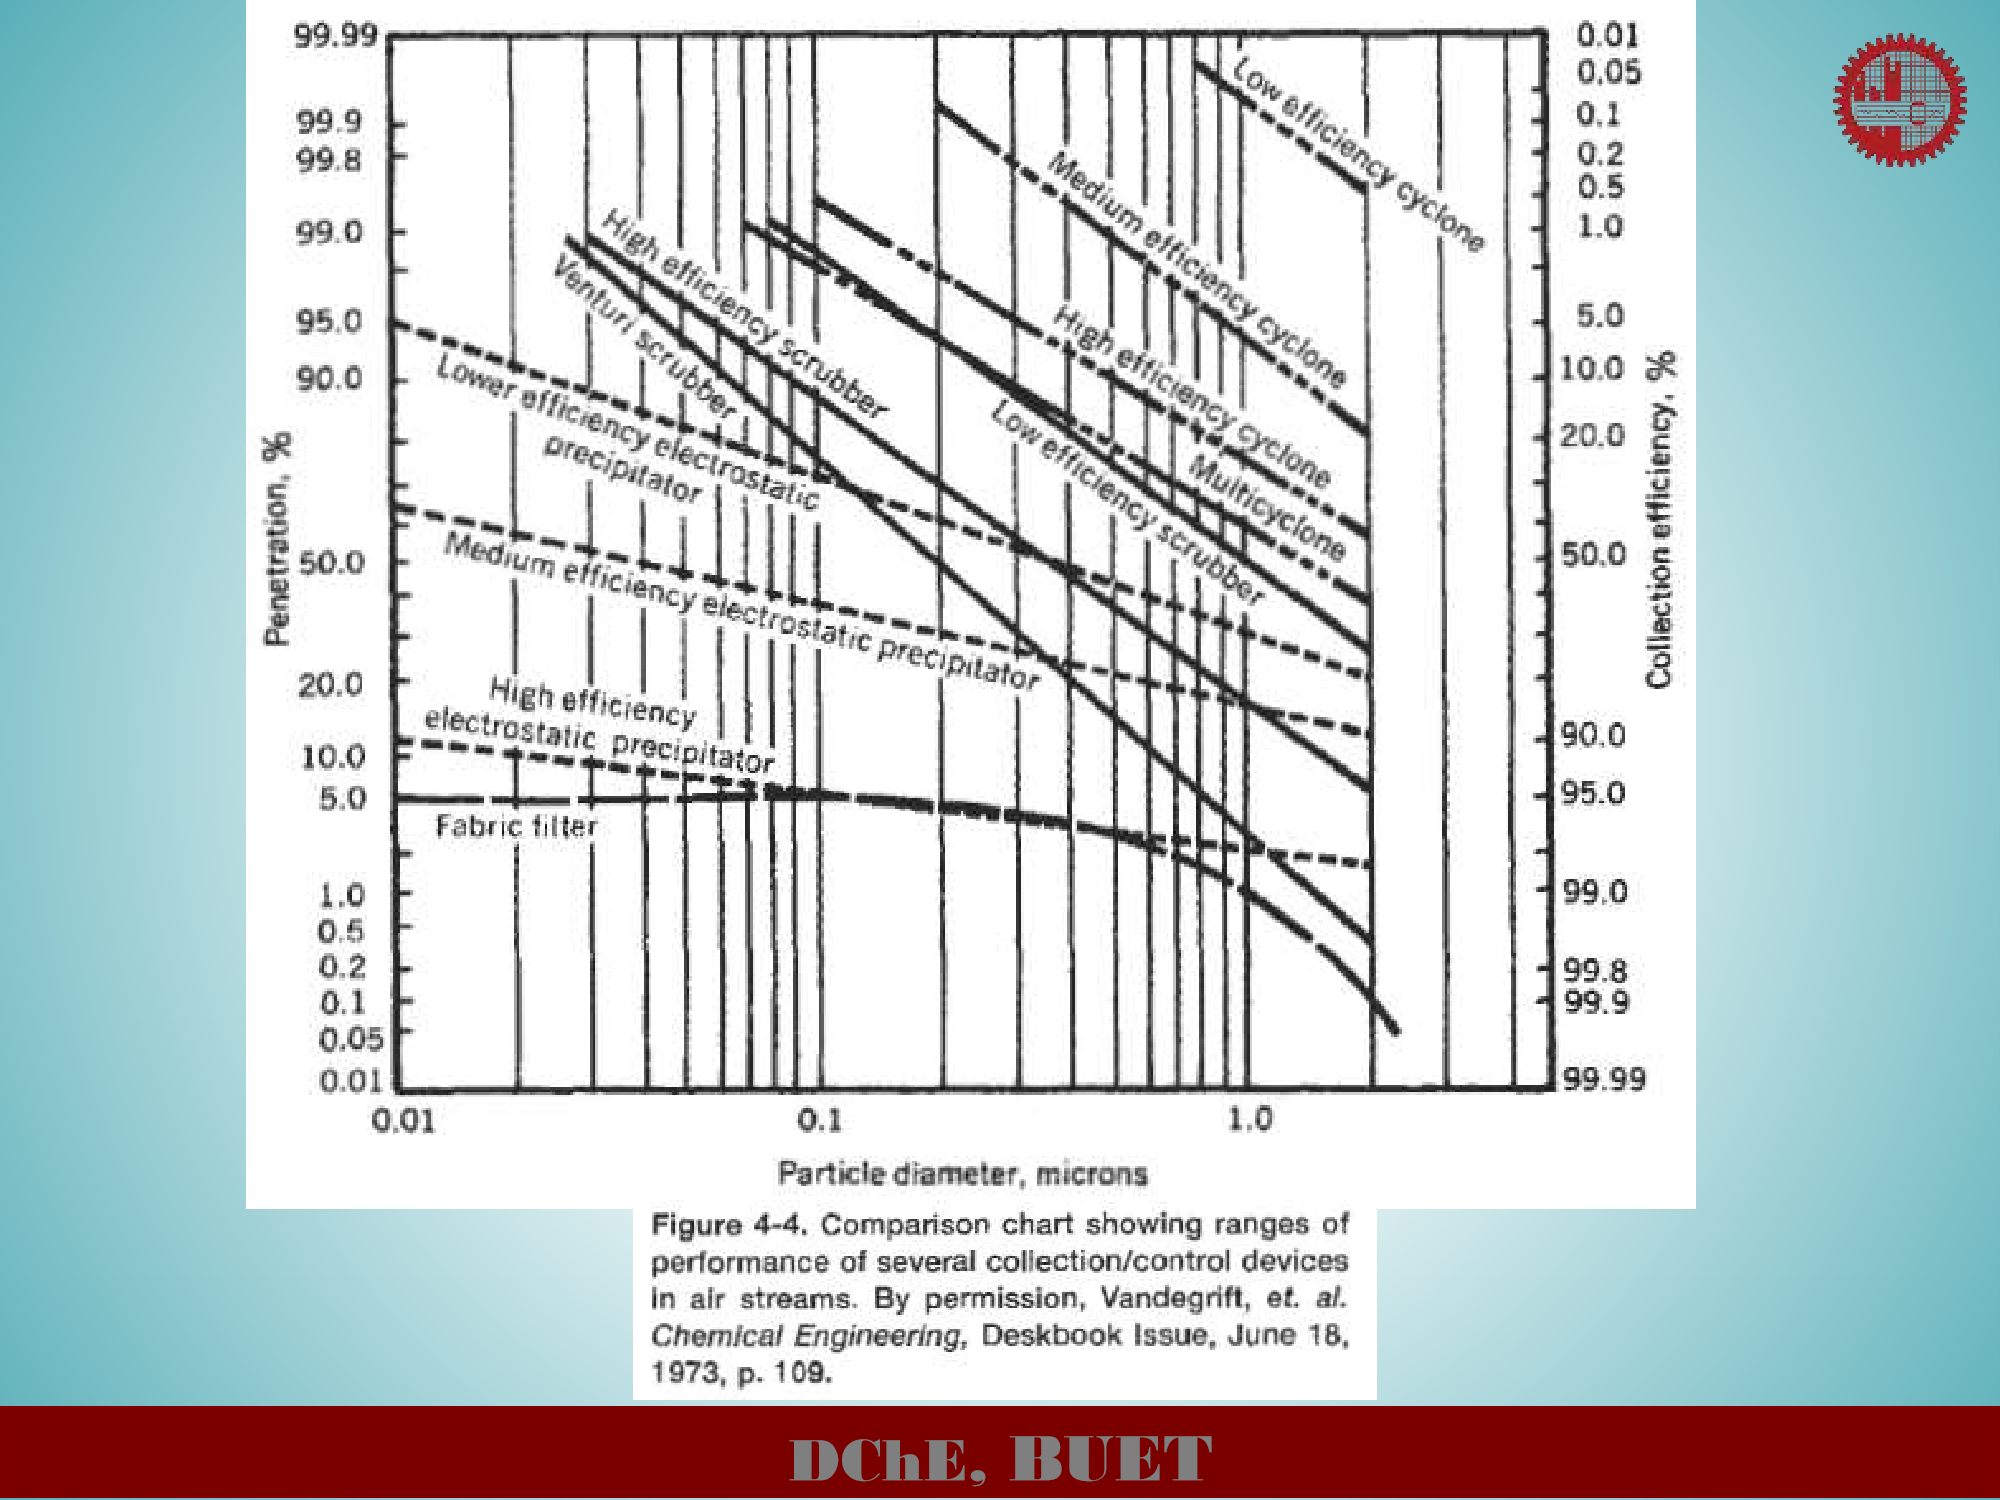 99.99
99.9
99.8
99.0
95.0
90.0
50.0
20.0
10.0
5.0
1.0
0.5
0.2
0.1
0.05
0.01
Penetration, %
0.01
0.05
0.1
0.2
0.5
1.0
5.0
10.0
20.0
50.0
90.0
95.0
99.0
99.8
99.9
99.99
Collection efficiency, %
Low efficiency cyclone
Medium efficiency cyclone
High efficiency cyclone
Multicyclone
Low efficiency scrubber
High efficiency scrubber
Venturi scrubber
Lower efficiency electrostatic
precipitator
Medium efficiency electrostatic precipitator
High efficiency
electrostatic precipitator
Fabric filter
0.01
0.1
1.0
Particle diameter, microns
Figure 4-4. Comparison chart showing ranges of
performance of several collection/control devices
in air streams. By permission, Vandegrift, et. al.
Chemical Engineering, Deskbook Issue, June 18,
1973, p. 109.
DChE, BUET